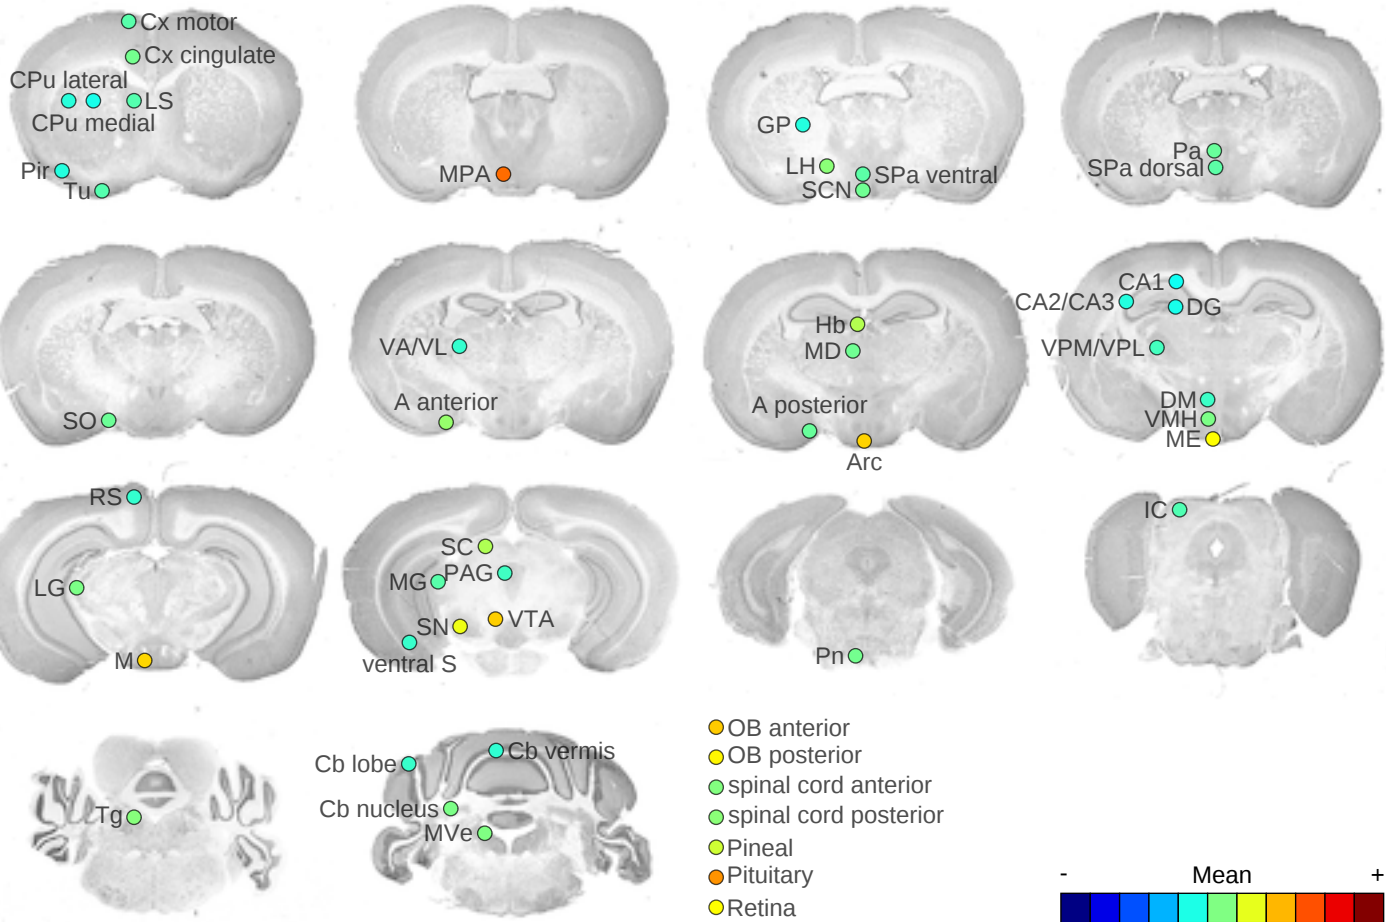 Cx motor
Cx cingulate
CPu lateral
LS
CPu medial
Pir
Tu
MPA
GP
LH
SPa ventral
SCN
Pa
SPa dorsal
SO
VA/VL
A anterior
Hb
MD
A posterior
Arc
CA1
CA2/CA3
DG
VPM/VPL
DM
VMH
ME
RS
LG
M
SC
MG
PAG
SN
VTA
ventral S
Pn
IC
Tg
Cb lobe
Cb vermis
Cb nucleus
MVe
OB anterior
OB posterior
spinal cord anterior
spinal cord posterior
Pineal
Pituitary
Retina
- Mean +